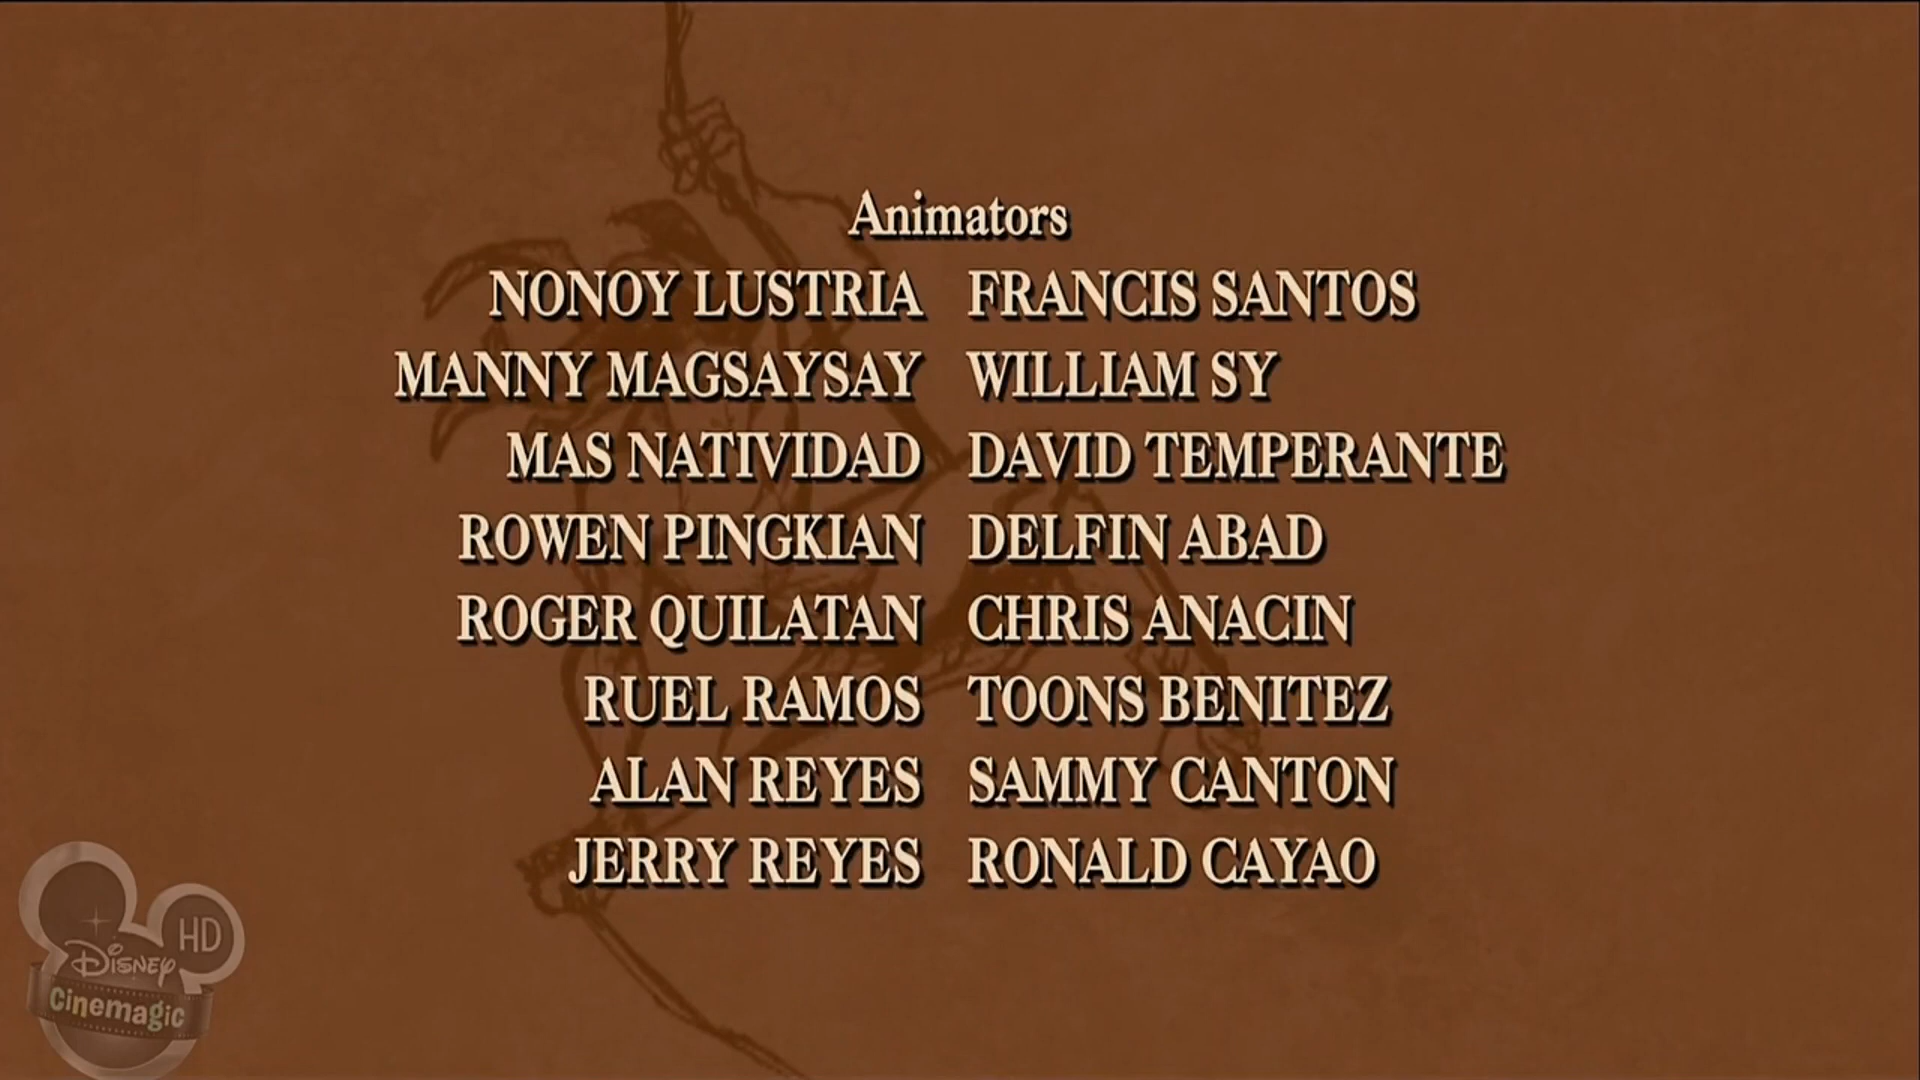 Animators
NONOY LUSTRIA FRANCIS SANTOS
MANNY MAGSAYSAY WILLIAM SY
MAS NATIVIDAD DAVID TEMPERANTE
ROWEN PINGKIAN DELFIN ABAD
ROGER QUILATAN CHRIS ANACIN
RUEL RAMOS TOONS BENITEZ
ALAN REYES SAMMY CANTON
JERRY REYES RONALD CAYAO
HD
Disney
Cinemagic